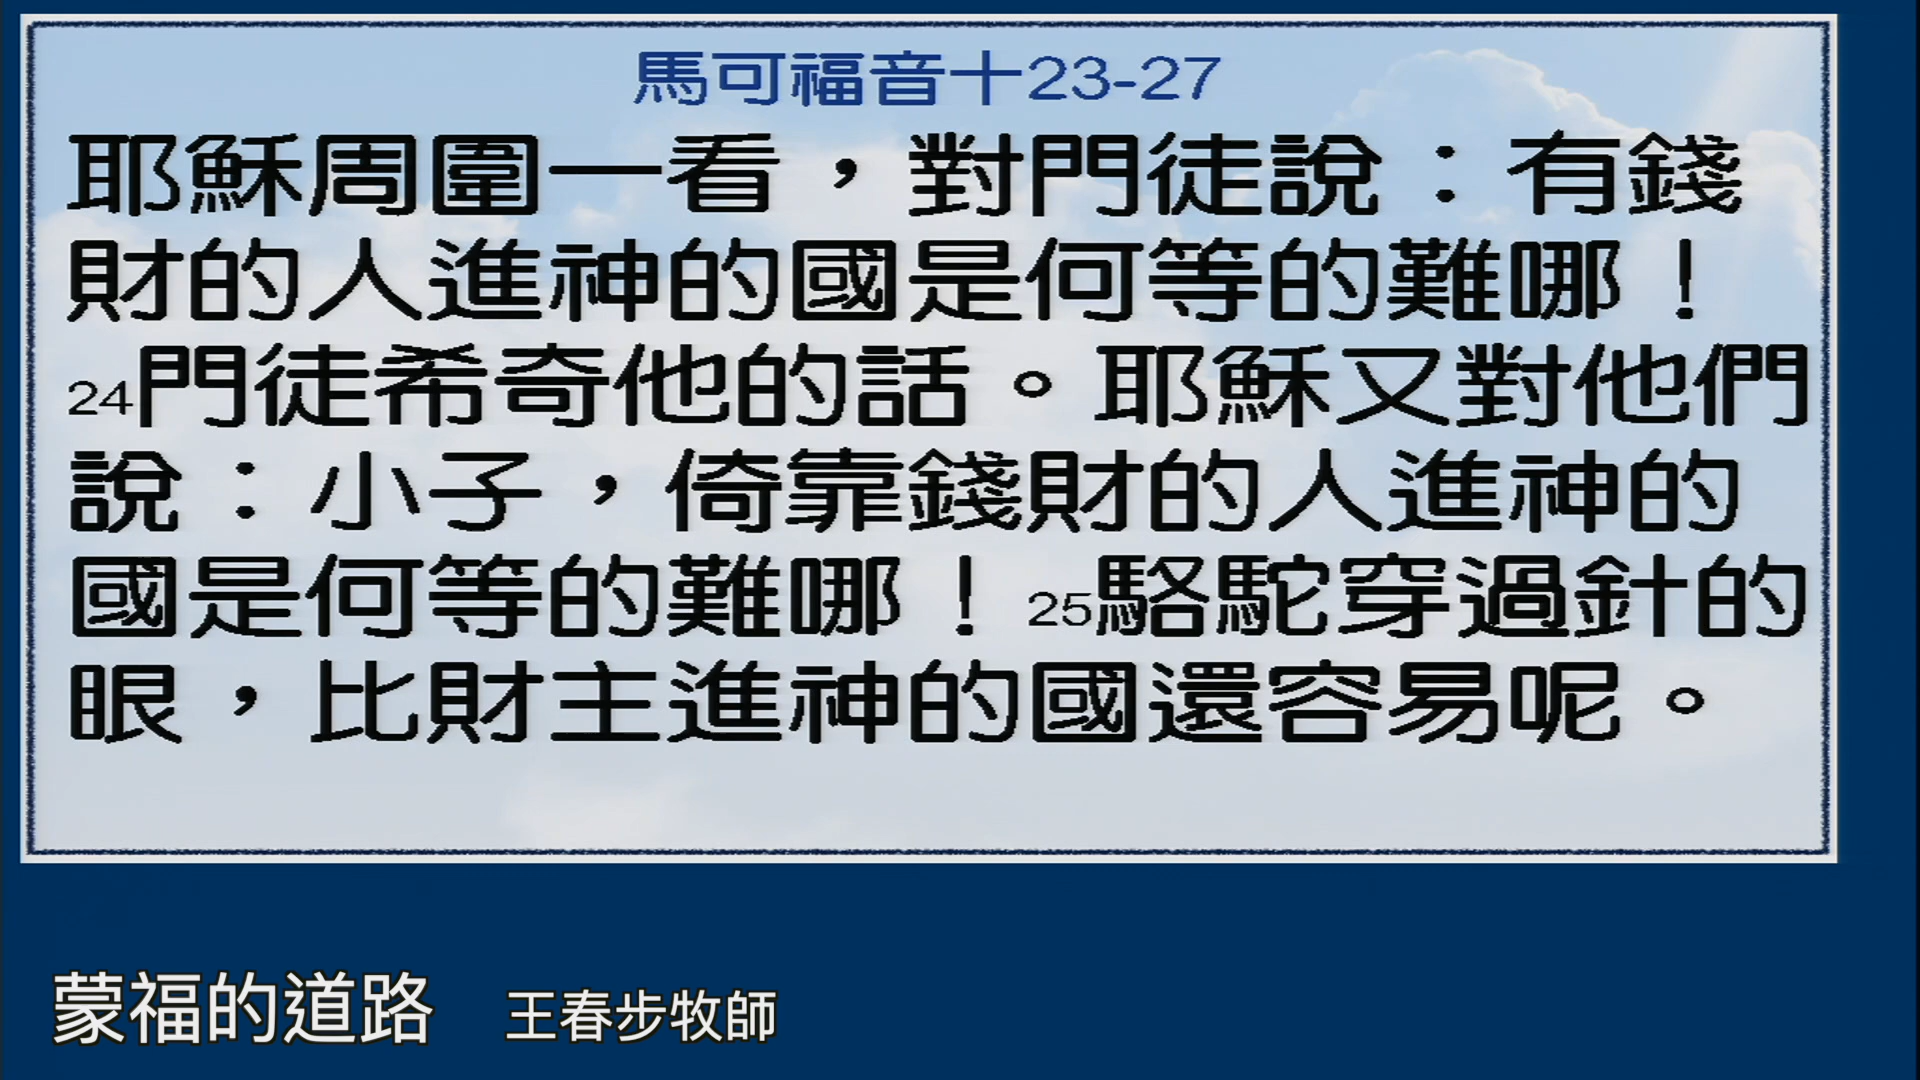 馬可福音十23-27
耶穌周圍一看，對門徒說：有錢
財的人進神的國是何等的難哪！
24門徒希奇他的話。耶穌又對他們
說：小子，倚靠錢財的人進神的
國是何等的難哪！25駱駝穿過針的
眼，比財主進神的國還容易呢。
蒙福的道路 王春步牧師